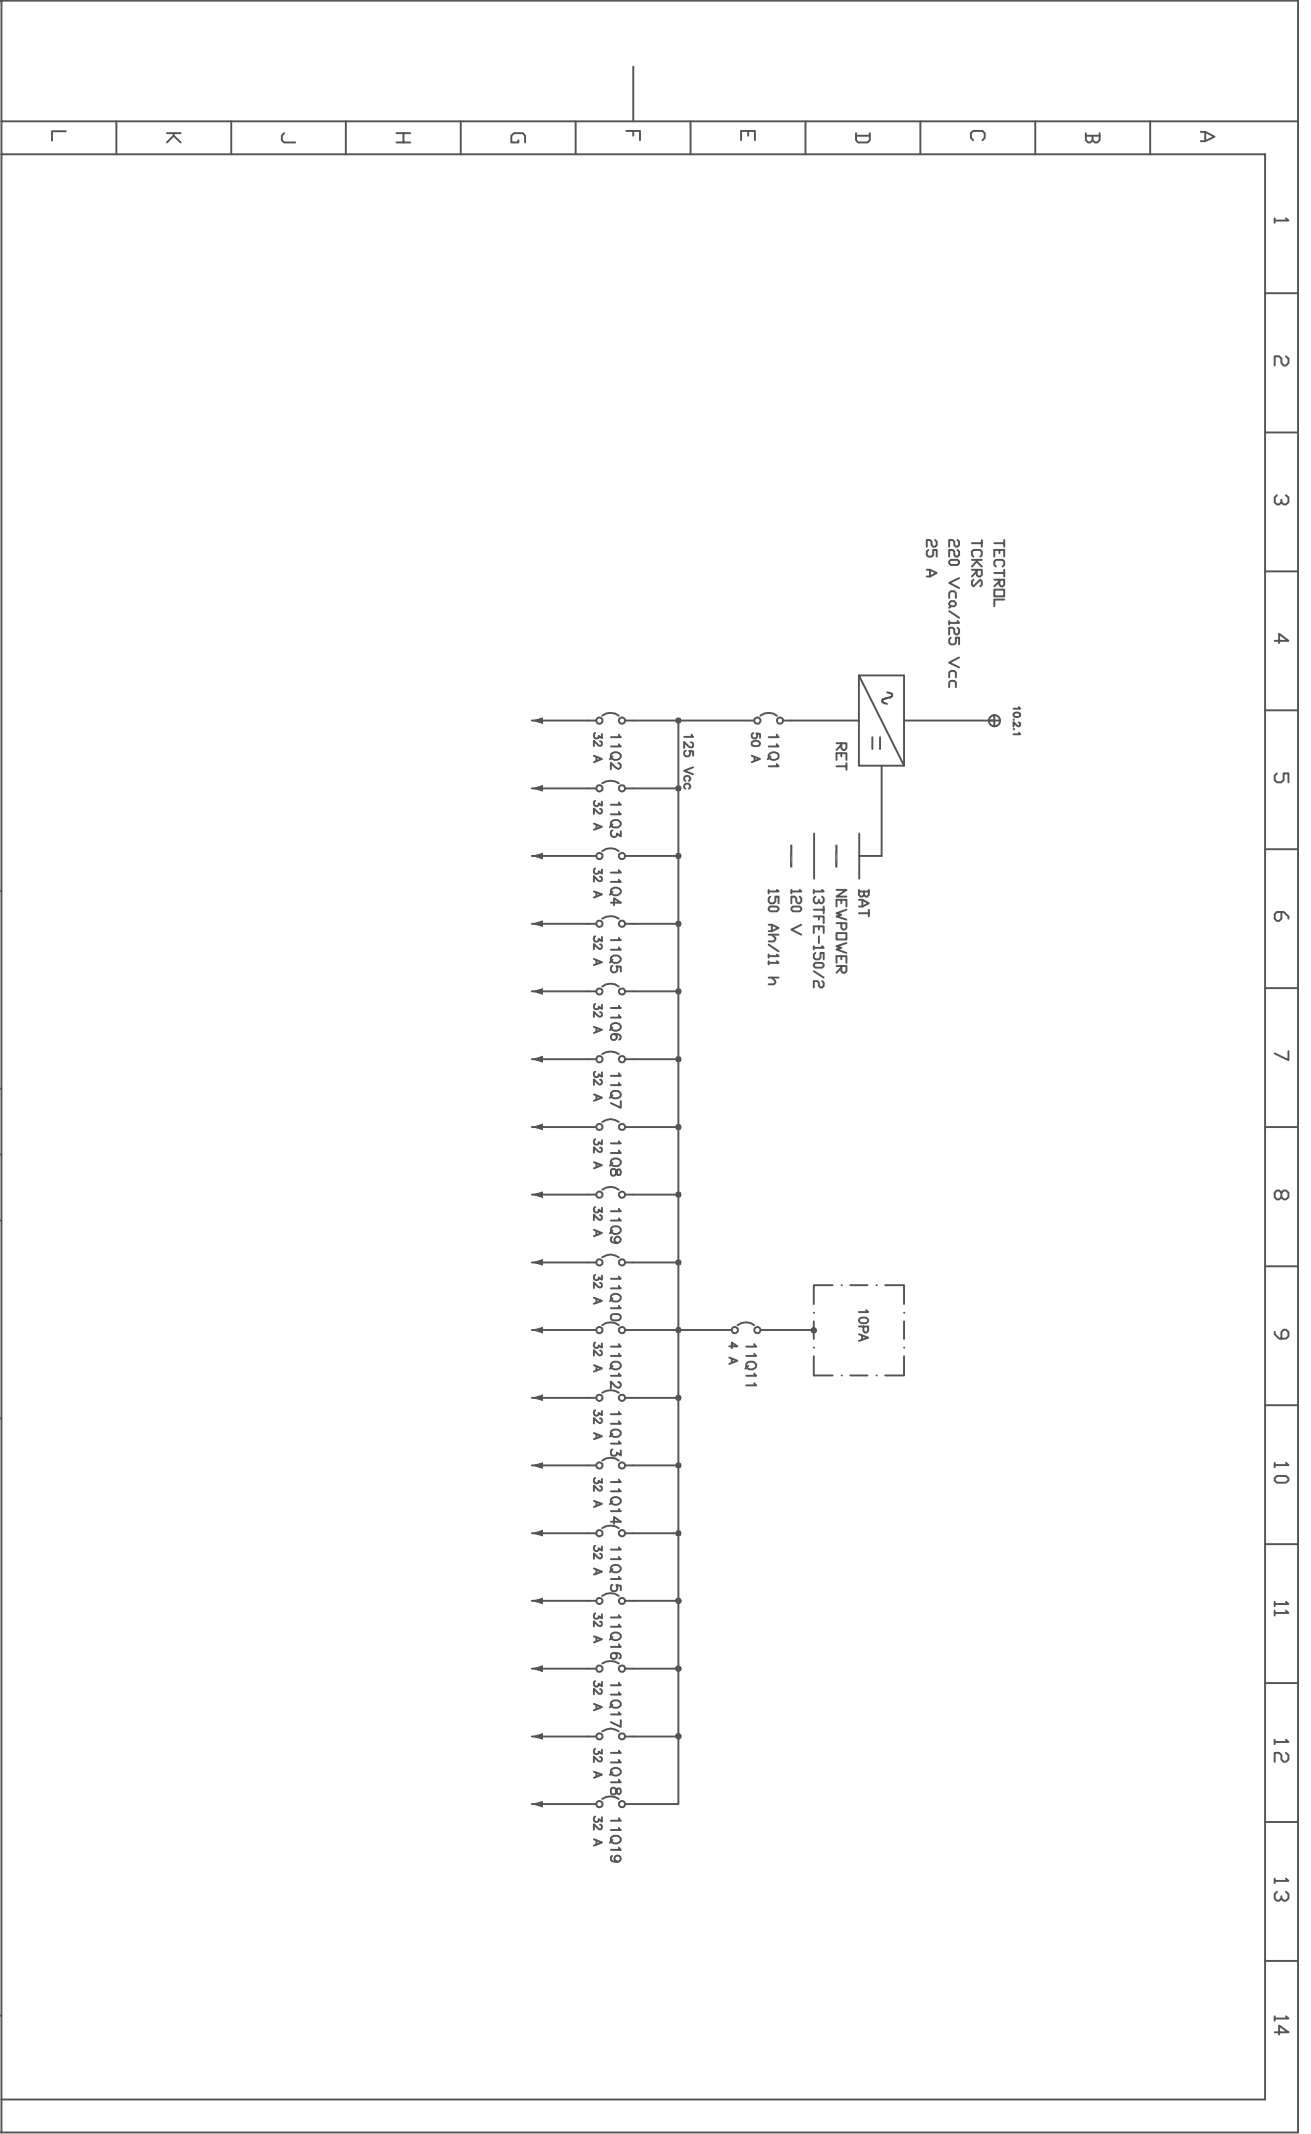 1
2
3
4
5
6
7
8
9
10
11
12
13
14
A
B
C
D
E
F
G
H
J
K
L
10.2.1
TECTROL
TCKRS
220 Vca/125 Vcc
25 A
RET
BAT
NEWPOWER
13TFE-150/2
120 V
150 Ah/11 h
10PA
11Q1
50 A
11Q11
4 A
125 Vcc
11Q2
32 A
11Q3
32 A
11Q4
32 A
11Q5
32 A
11Q6
32 A
11Q7
32 A
11Q8
32 A
11Q9
32 A
11Q10
32 A
11Q12
32 A
11Q13
32 A
11Q14
32 A
11Q15
32 A
11Q16
32 A
11Q17
32 A
11Q18
32 A
11Q19
32 A